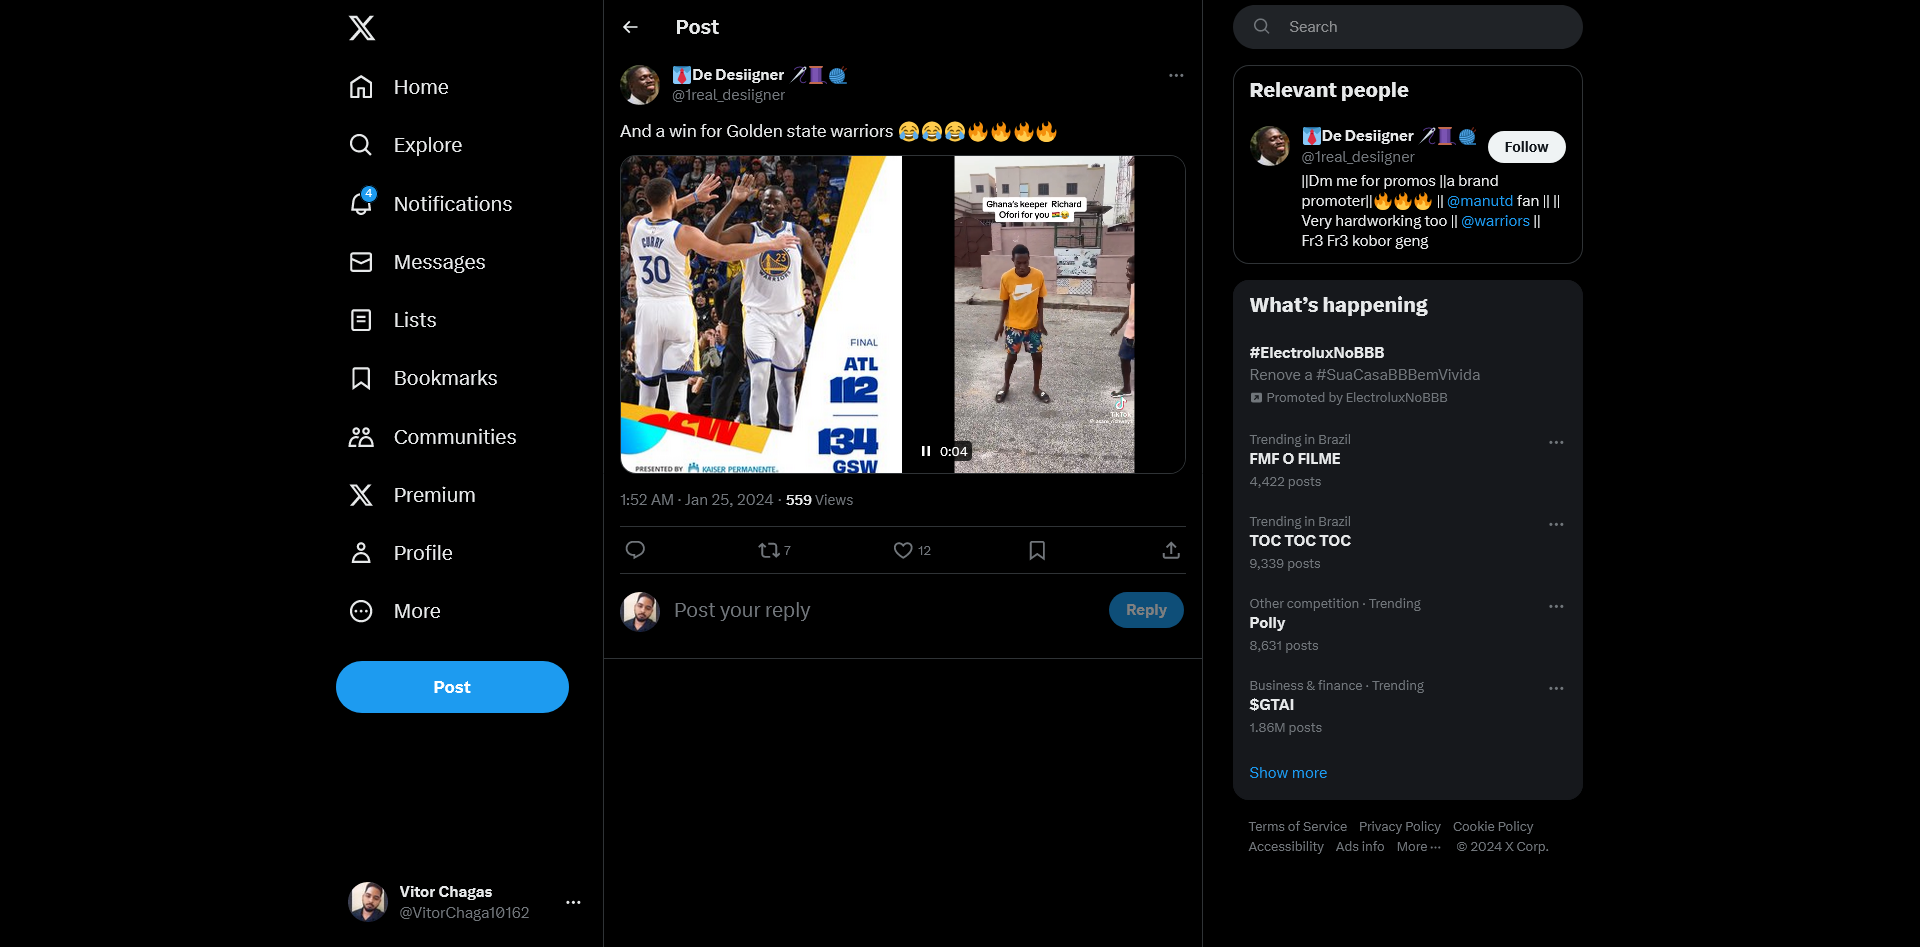 Home
Explore
4
Notifications
Messages
Lists
Bookmarks
Communities
Premium
Profile
More
Post
Vitor Chagas
@VitorChaga10162
Post
De Desiigner
@1real_desiigner
And a win for Golden state warriors 😂😂😂🔥🔥🔥🔥
CURRY
30
23
WARRIORS
FINAL
ATL
112
134
GSW
GSW
PRESENTED BY KAISER PERMANENTE
Ghana's keeper Richard
Ofori for you
TikTok
0:04
1:52 AM · Jan 25, 2024 · 559 Views
7
12
Post your reply
Reply
Search
Relevant people
De Desiigner
@1real_desiigner
Follow
||Dm me for promos ||a brand
promoter||🔥🔥🔥 || @manutd fan || ||
Very hardworking too || @warriors ||
Fr3 Fr3 kobor geng
What's happening
#ElectroluxNoBBB
Renove a #SuaCasaBBBemVivida
Promoted by ElectroluxNoBBB
Trending in Brazil
FMF O FILME
4,422 posts
Trending in Brazil
TOC TOC TOC
9,339 posts
Other competition · Trending
Polly
8,631 posts
Business & finance · Trending
$GTAI
1.86M posts
Show more
Terms of Service Privacy Policy Cookie Policy
Accessibility Ads info More ··· © 2024 X Corp.